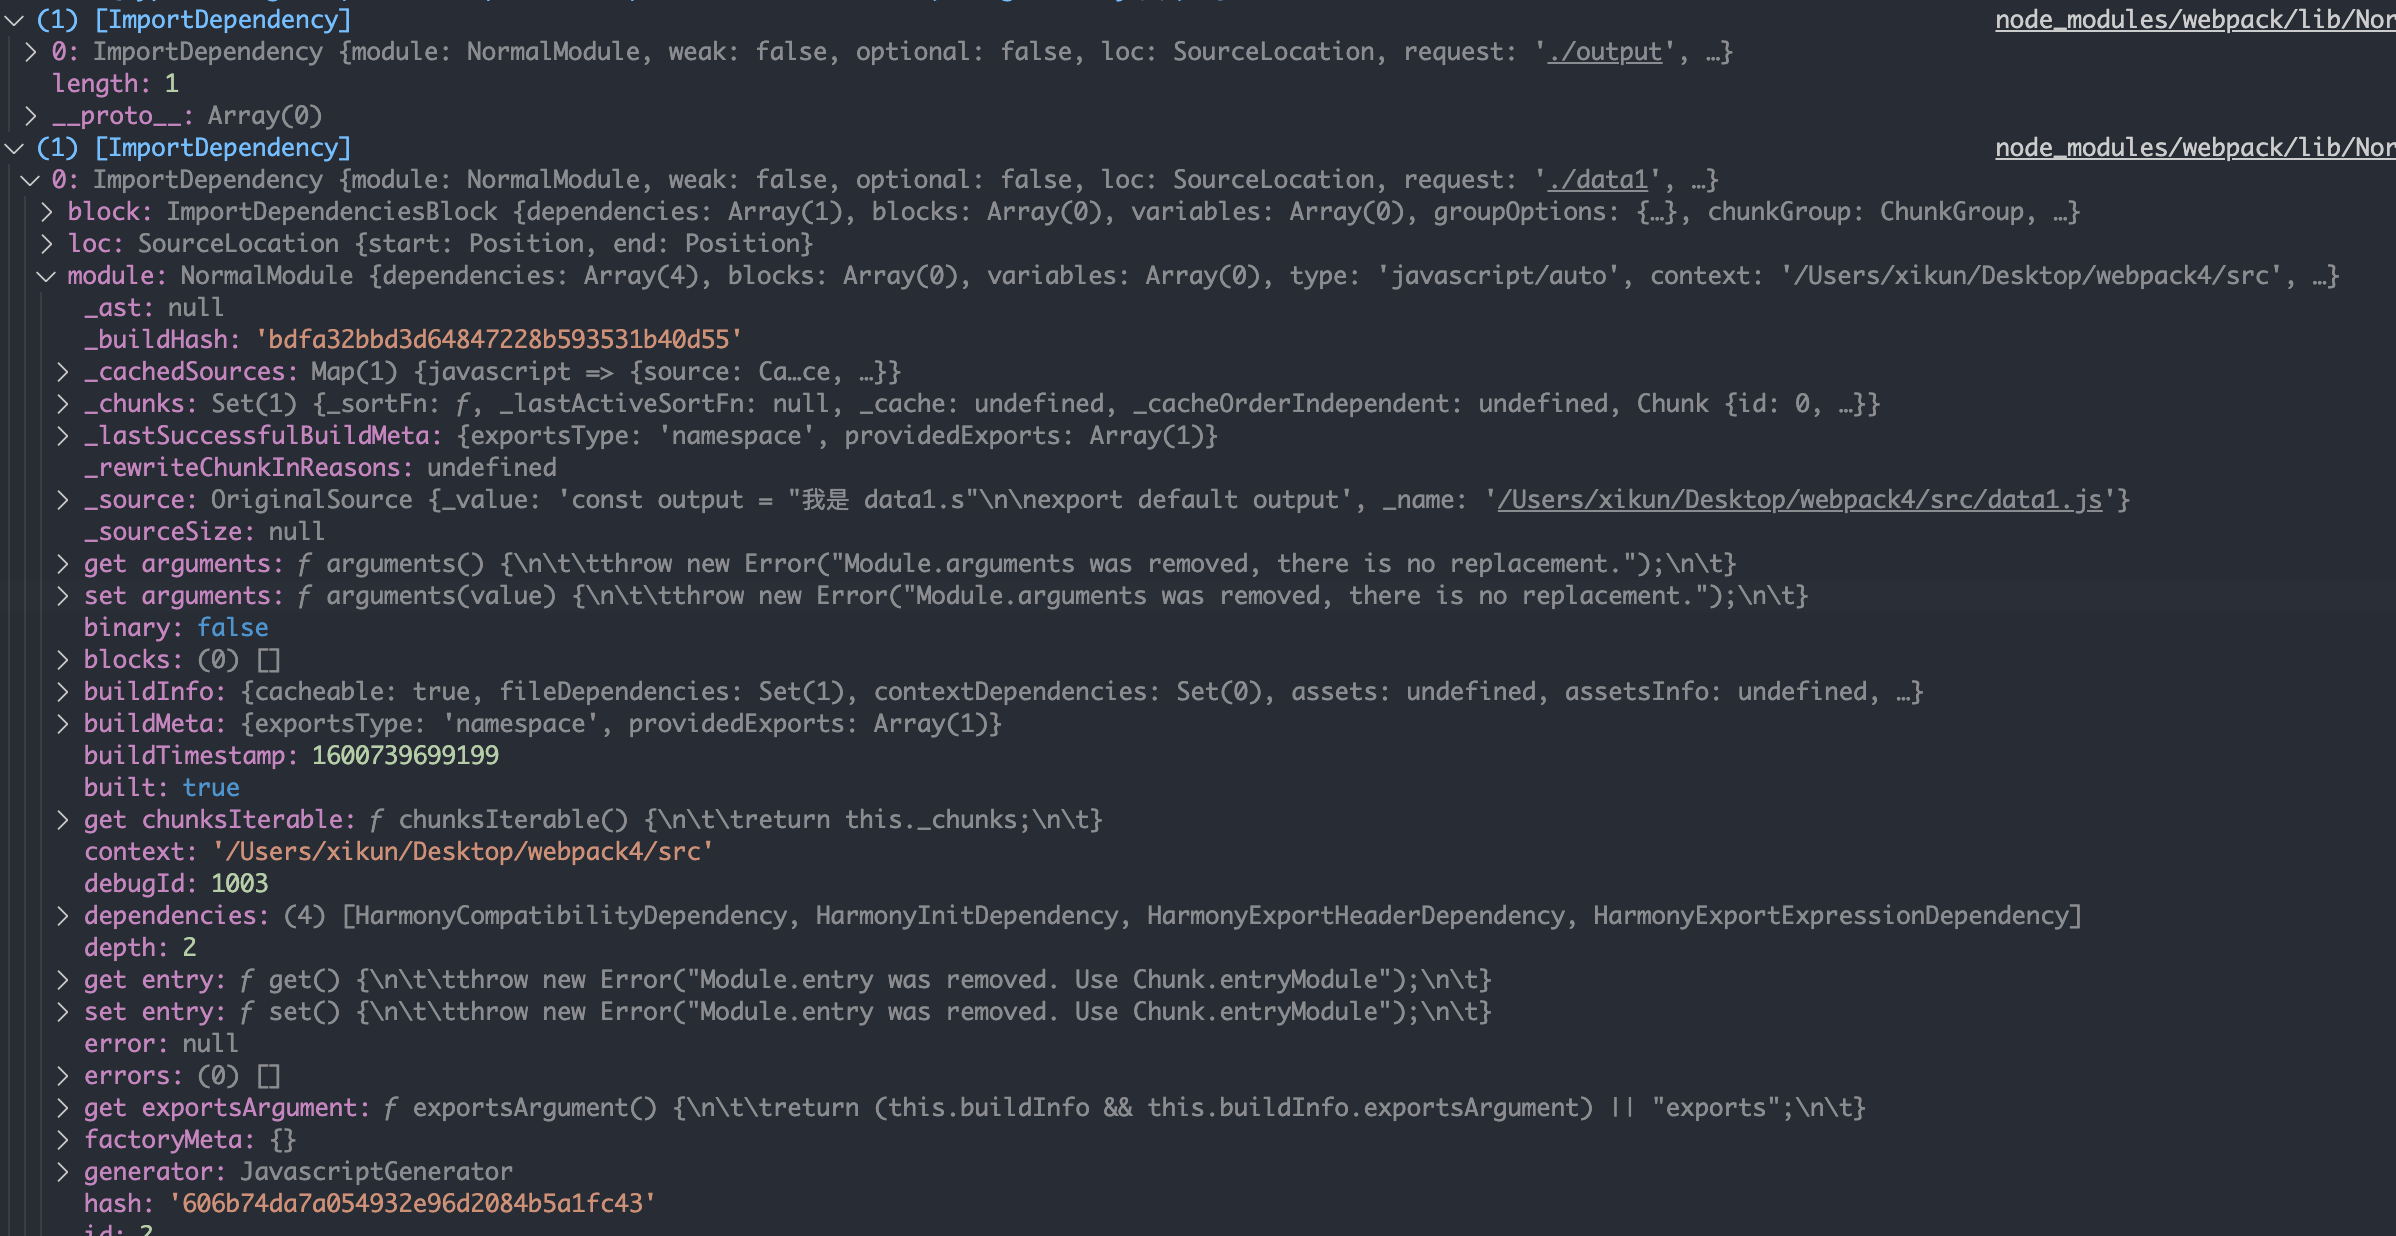 (1) [ImportDependency] node_modules/webpack/lib/Nor
0: ImportDependency {module: NormalModule, weak: false, optional: false, loc: SourceLocation, request: './output', …}
length: 1
__proto__: Array(0)
(1) [ImportDependency] node_modules/webpack/lib/Nor
0: ImportDependency {module: NormalModule, weak: false, optional: false, loc: SourceLocation, request: './data1', …}
block: ImportDependenciesBlock {dependencies: Array(1), blocks: Array(0), variables: Array(0), groupOptions: {…}, chunkGroup: ChunkGroup, …}
loc: SourceLocation {start: Position, end: Position}
module: NormalModule {dependencies: Array(4), blocks: Array(0), variables: Array(0), type: 'javascript/auto', context: '/Users/xikun/Desktop/webpack4/src', …}
_ast: null
_buildHash: 'bdfa32bbd3d64847228b593531b40d55'
_cachedSources: Map(1) {javascript => {source: Ca…ce, …}}
_chunks: Set(1) {_sortFn: ƒ, _lastActiveSortFn: null, _cache: undefined, _cacheOrderIndependent: undefined, Chunk {id: 0, …}}
_lastSuccessfulBuildMeta: {exportsType: 'namespace', providedExports: Array(1)}
_rewriteChunkInReasons: undefined
_source: OriginalSource {_value: 'const output = "我是 data1.s"\n\nexport default output', _name: '/Users/xikun/Desktop/webpack4/src/data1.js'}
_sourceSize: null
get arguments: ƒ arguments() {\n\t\tthrow new Error("Module.arguments was removed, there is no replacement.");\n\t}
set arguments: ƒ arguments(value) {\n\t\tthrow new Error("Module.arguments was removed, there is no replacement.");\n\t}
binary: false
blocks: (0) []
buildInfo: {cacheable: true, fileDependencies: Set(1), contextDependencies: Set(0), assets: undefined, assetsInfo: undefined, …}
buildMeta: {exportsType: 'namespace', providedExports: Array(1)}
buildTimestamp: 1600739699199
built: true
get chunksIterable: ƒ chunksIterable() {\n\t\treturn this._chunks;\n\t}
context: '/Users/xikun/Desktop/webpack4/src'
debugId: 1003
dependencies: (4) [HarmonyCompatibilityDependency, HarmonyInitDependency, HarmonyExportHeaderDependency, HarmonyExportExpressionDependency]
depth: 2
get entry: ƒ get() {\n\t\tthrow new Error("Module.entry was removed. Use Chunk.entryModule");\n\t}
set entry: ƒ set() {\n\t\tthrow new Error("Module.entry was removed. Use Chunk.entryModule");\n\t}
error: null
errors: (0) []
get exportsArgument: ƒ exportsArgument() {\n\t\treturn (this.buildInfo && this.buildInfo.exportsArgument) || "exports";\n\t}
factoryMeta: {}
generator: JavascriptGenerator
hash: '606b74da7a054932e96d2084b5a1fc43'